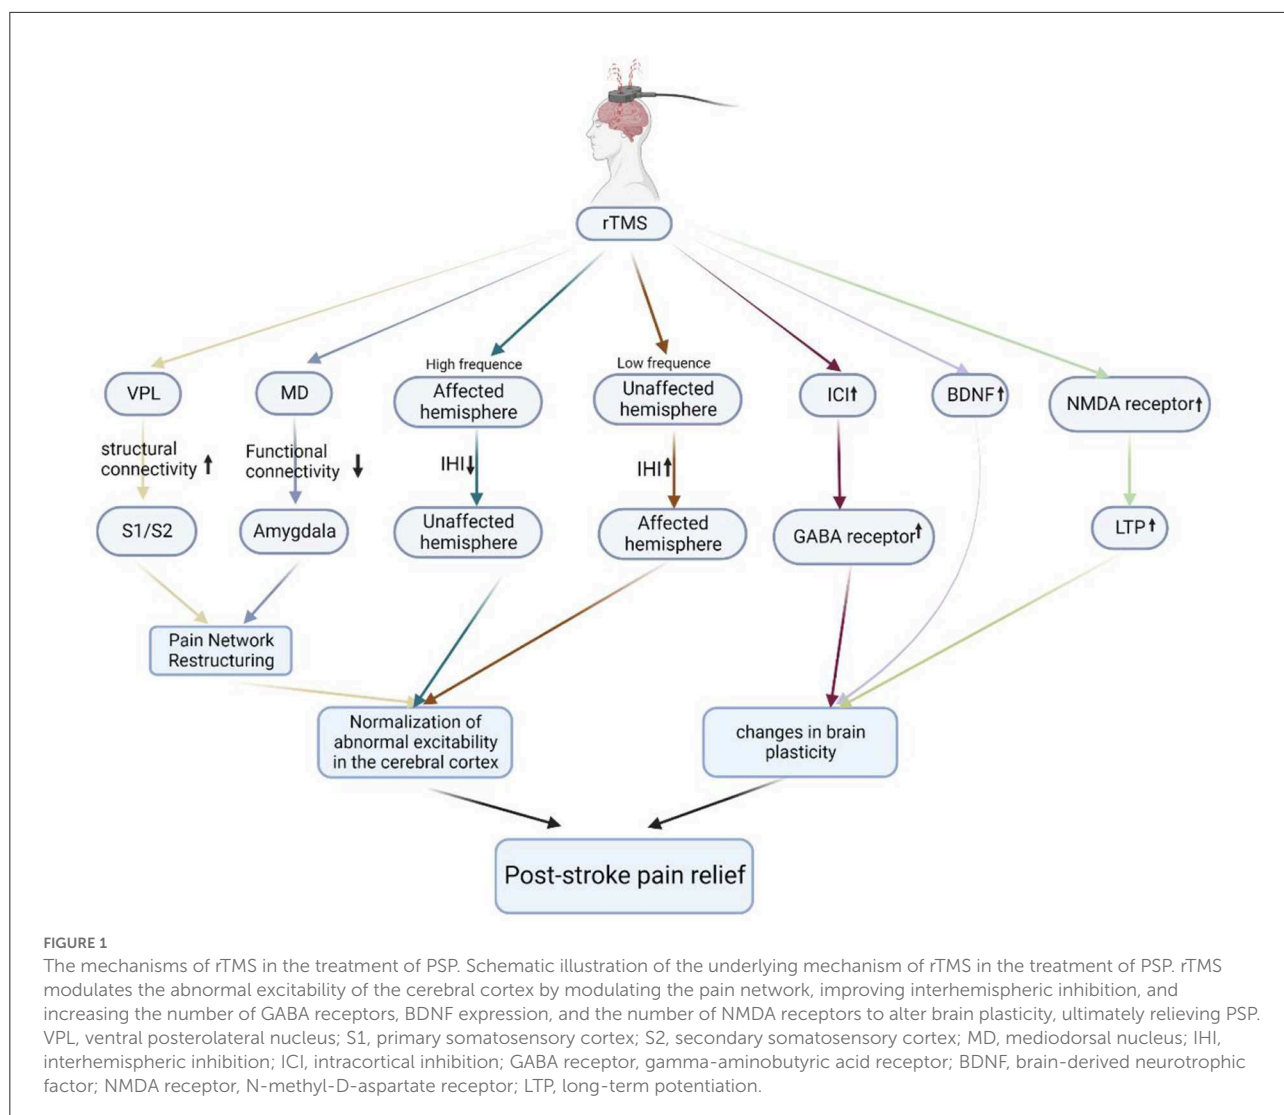 rTMS
High frequence
Low frequence
VPL
MD
Affected
hemisphere
Unaffected
hemisphere
ICI↑
BDNF↑
NMDA receptor↑
structural
connectivity ↑
Functional
connectivity ↓
IHI↓
IHI↑
S1/S2
Amygdala
Unaffected
hemisphere
Affected
hemisphere
GABA receptor↑
LTP↑
Pain Network
Restructuring
Normalization of
abnormal excitability
in the cerebral cortex
changes in brain
plasticity
Post-stroke pain relief
FIGURE 1
The mechanisms of rTMS in the treatment of PSP. Schematic illustration of the underlying mechanism of rTMS in the treatment of PSP. rTMS
modulates the abnormal excitability of the cerebral cortex by modulating the pain network, improving interhemispheric inhibition, and
increasing the number of GABA receptors, BDNF expression, and the number of NMDA receptors to alter brain plasticity, ultimately relieving PSP.
VPL, ventral posterolateral nucleus; S1, primary somatosensory cortex; S2, secondary somatosensory cortex; MD, mediodorsal nucleus; IHI,
interhemispheric inhibition; ICI, intracortical inhibition; GABA receptor, gamma-aminobutyric acid receptor; BDNF, brain-derived neurotrophic
factor; NMDA receptor, N-methyl-D-aspartate receptor; LTP, long-term potentiation.